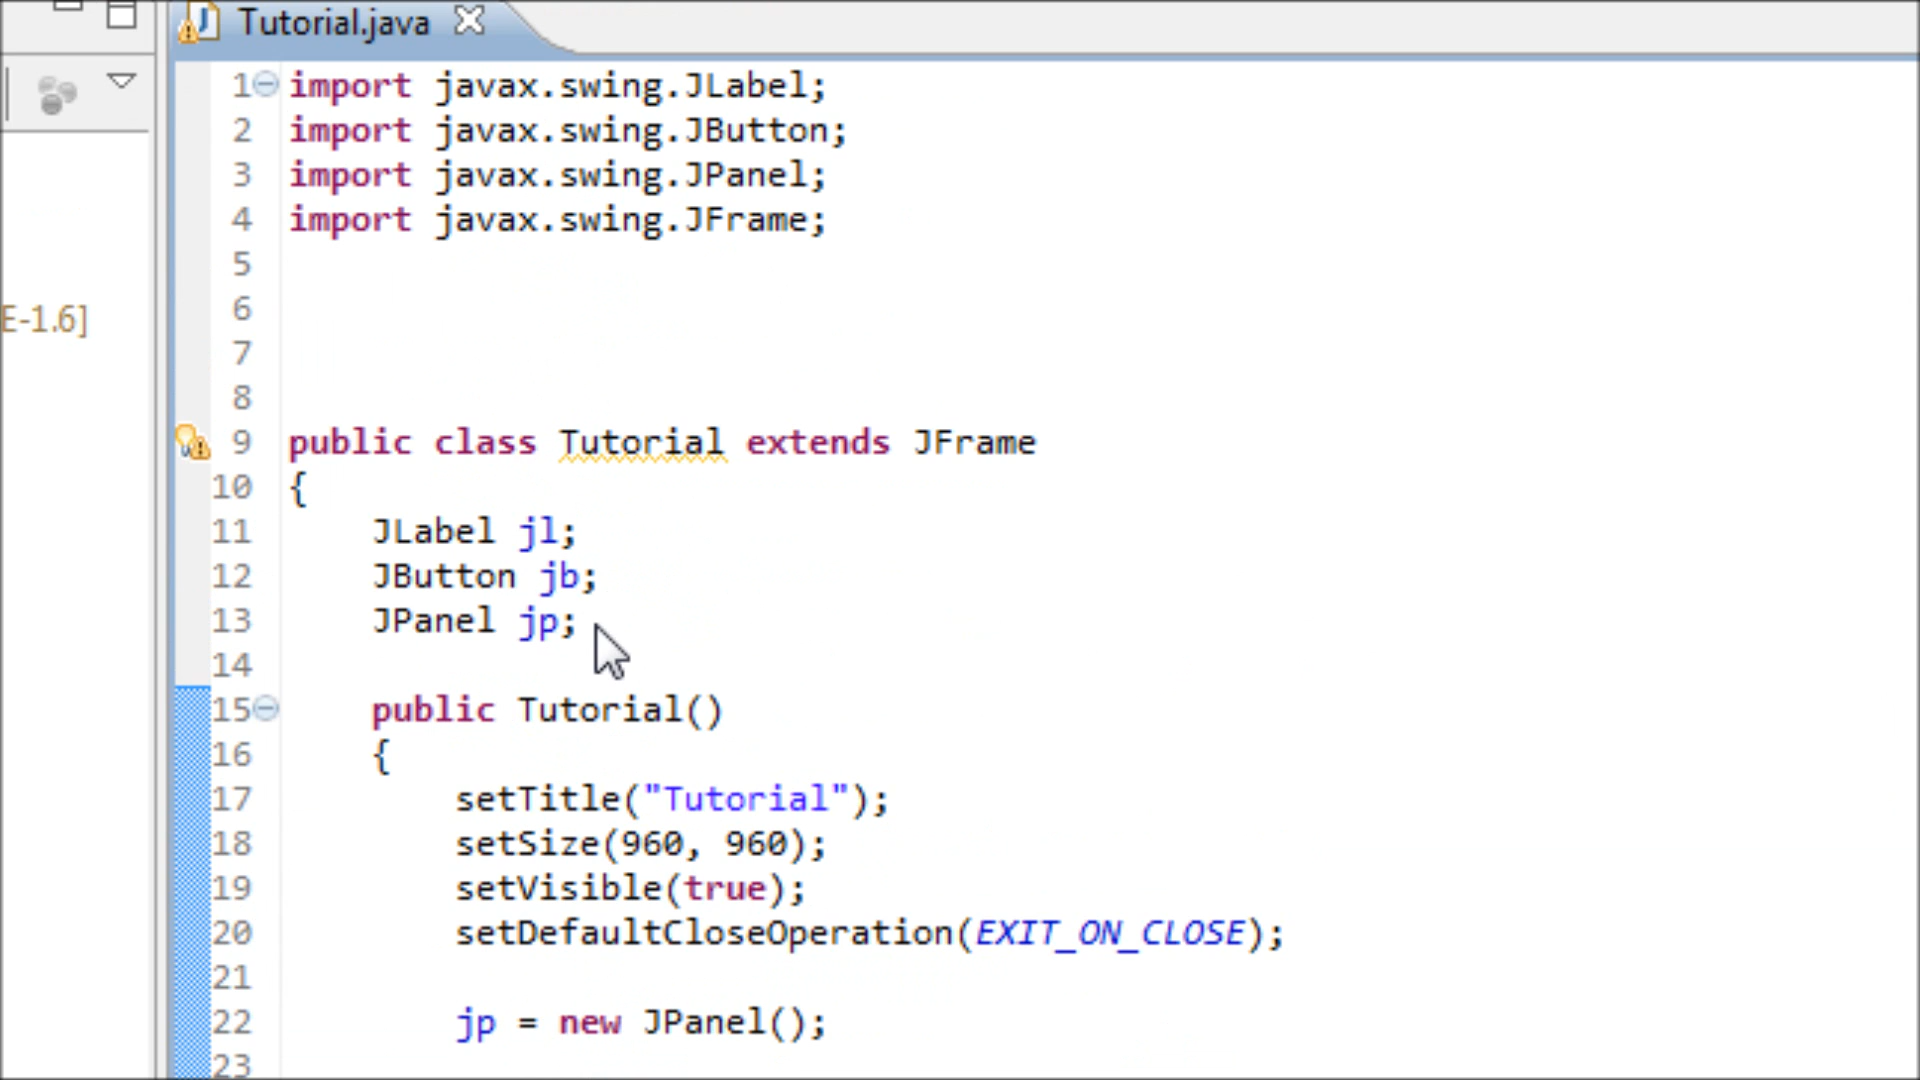 Tutorial.java
E-1.6]
1 import javax.swing.JLabel;
2 import javax.swing.JButton;
3 import javax.swing.JPanel;
4 import javax.swing.JFrame;
5
6
7
8
9 public class Tutorial extends JFrame
10 {
11     JLabel jl;
12     JButton jb;
13     JPanel jp;
14
15     public Tutorial()
16     {
17         setTitle("Tutorial");
18         setSize(960, 960);
19         setVisible(true);
20         setDefaultCloseOperation(EXIT_ON_CLOSE);
21
22         jp = new JPanel();
23